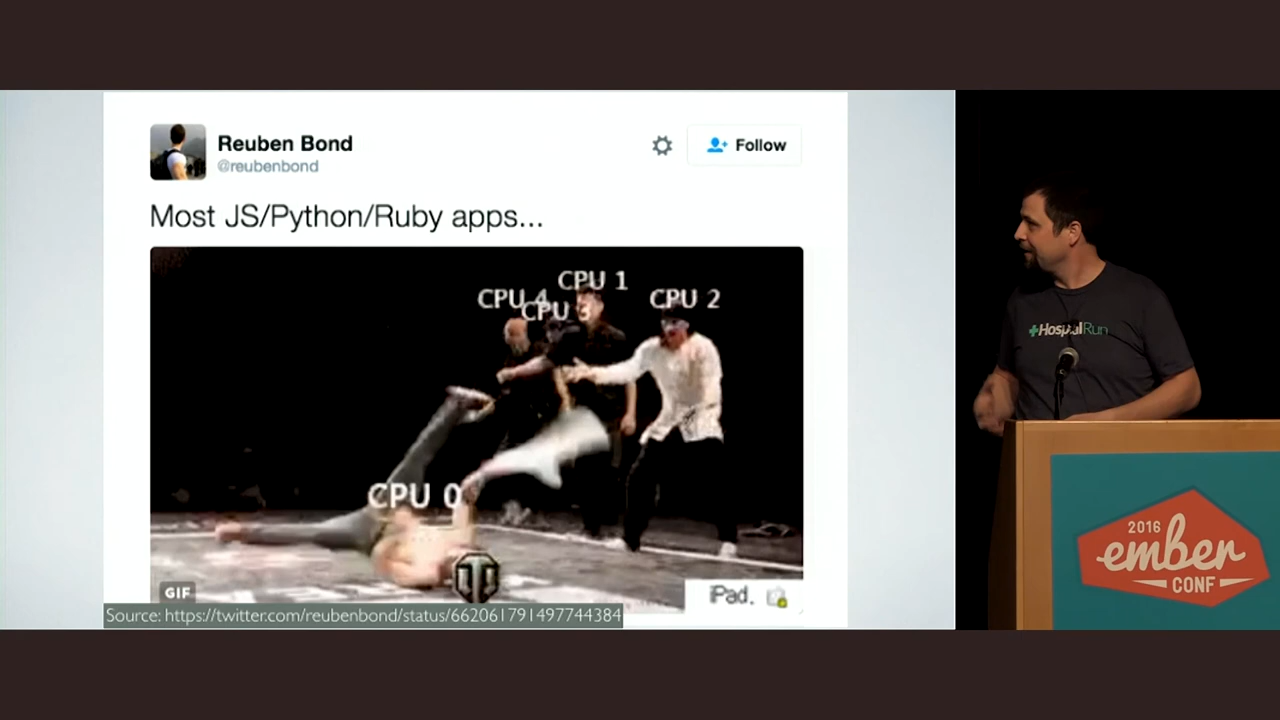 Reuben Bond
@reubenbond
Follow
Most JS/Python/Ruby apps...
CPU 1
CPU 4
CPU 3
CPU 2
CPU 0
GIF
iPad.
Source: https://twitter.com/reubenbond/status/662061791497744384
HospitalRun
2016
ember
CONF